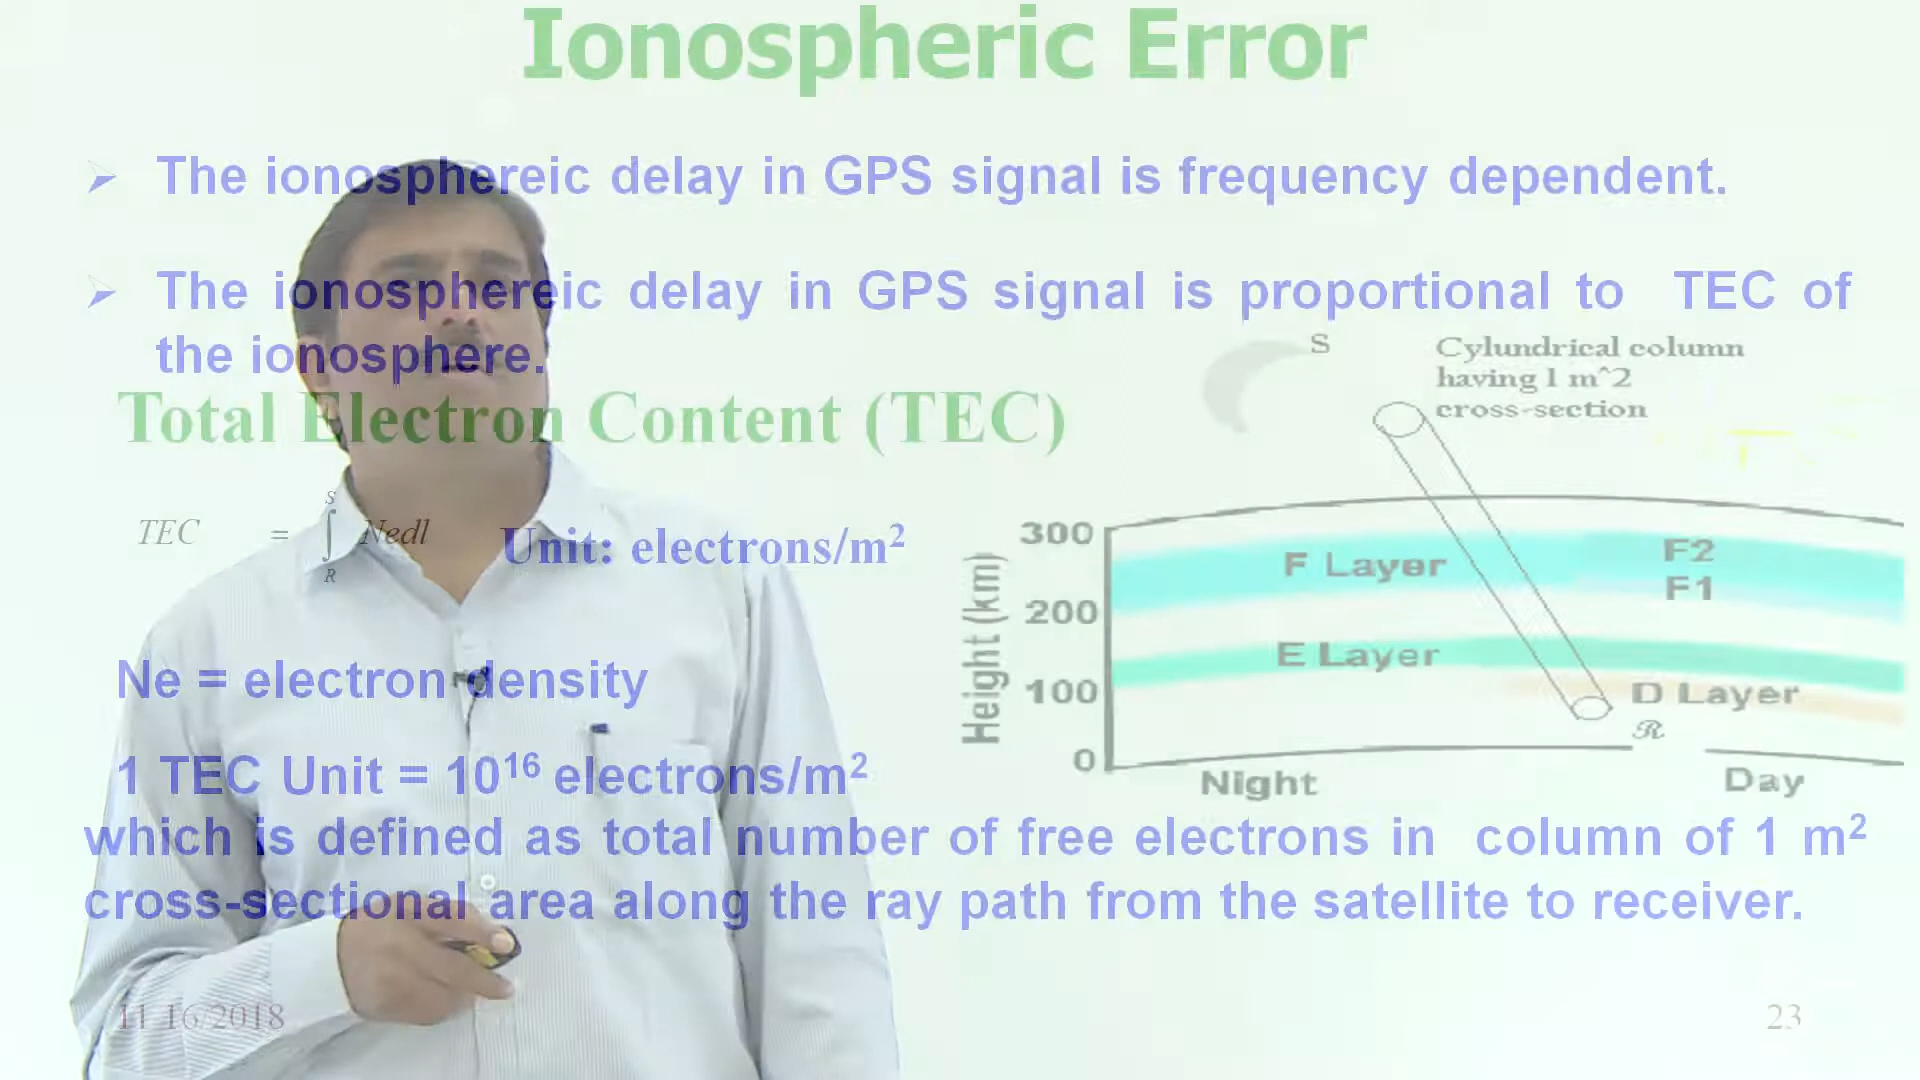 Ionospheric Error
The ionosphereic delay in GPS signal is frequency dependent.
The ionosphereic delay in GPS signal is proportional to TEC of
the ionosphere.
Total Electron Content (TEC)
TEC = ∫ Nedl
S
R
Unit: electrons/m²
Ne = electron density
1 TEC Unit = 10¹⁶ electrons/m²
which is defined as total number of free electrons in column of 1 m²
cross-sectional area along the ray path from the satellite to receiver.
S
Cylundrical column
having 1 m^2
cross-section
Height (km)
300
200
100
0
F Layer
F2
F1
E Layer
D Layer
R
Night
Day
11 16/2018
23